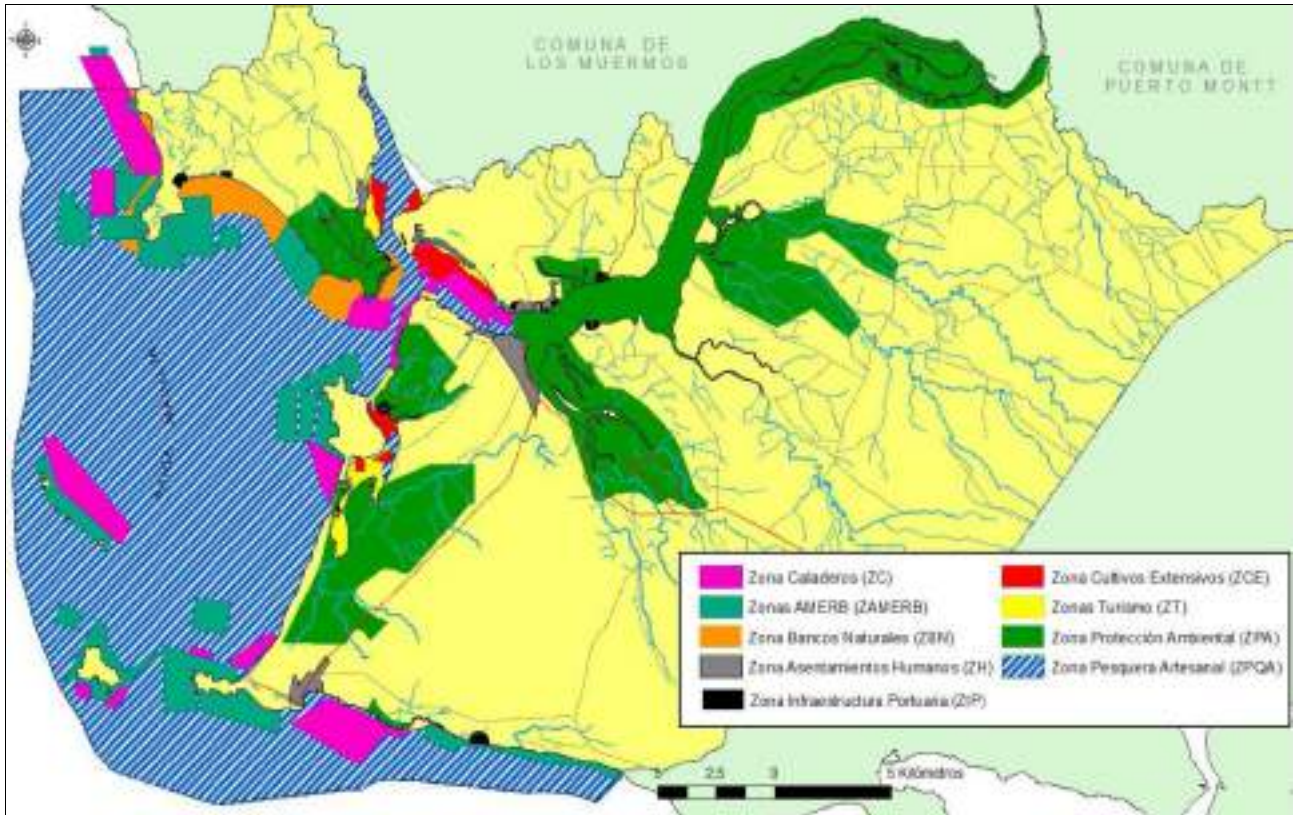 COMUNA DE
LOS MUERMOS
COMUNA DE
PUERTO MONTT
Zona Caladeros (ZC)
Zonas AMERB (ZAMERB)
Zona Bancos Naturales (ZBN)
Zona Asentamientos Humanos (ZH)
Zona Infraestructura Portuaria (ZIP)
Zona Cultivos Extensivos (ZCE)
Zonas Turismo (ZT)
Zona Protección Ambiental (ZPA)
Zona Pesquera Artesanal (ZPQA)
5 2.5 0 5 Kilómetros